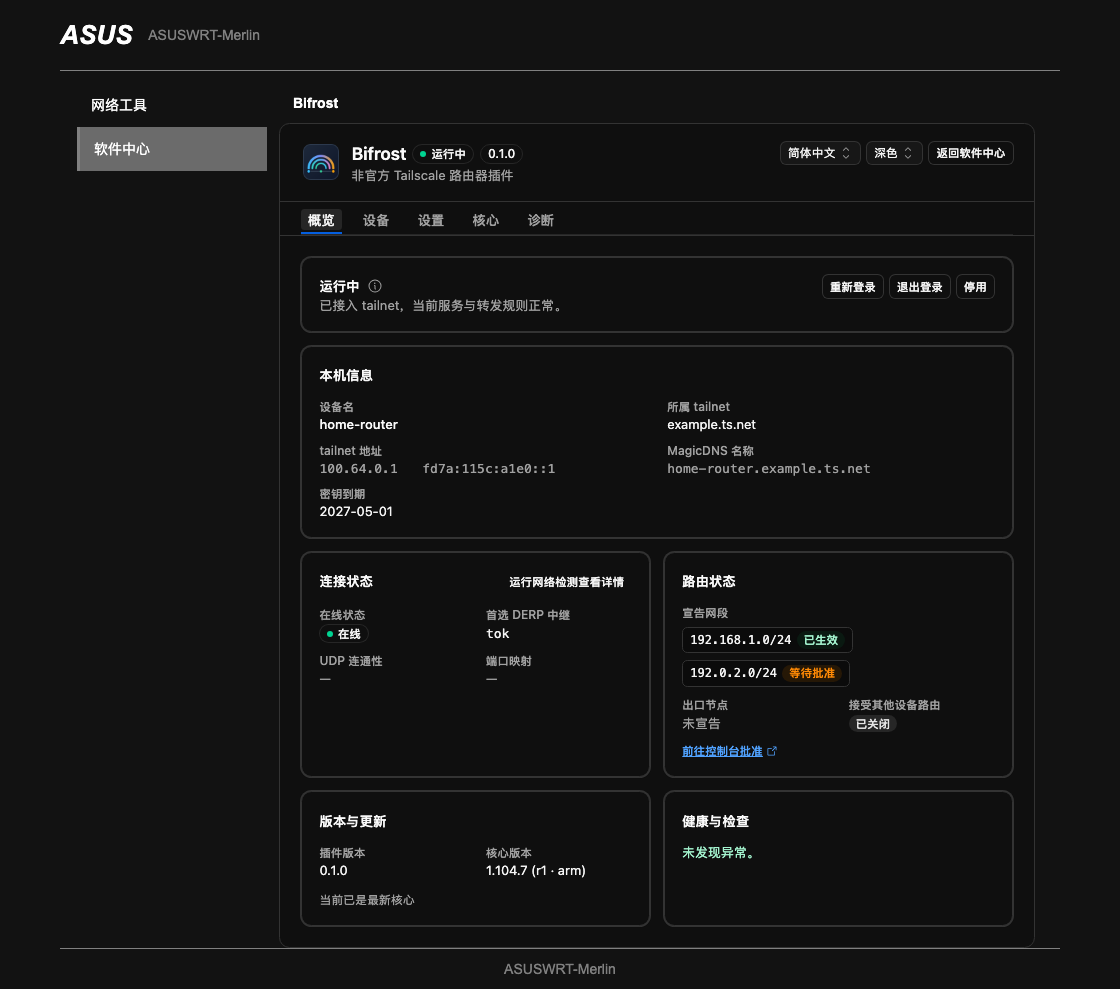 ASUS ASUSWRT-Merlin
网络工具
软件中心
Bifrost
Bifrost 运行中 0.1.0
非官方 Tailscale 路由器插件
简体中文 深色 返回软件中心
概览 设备 设置 核心 诊断
运行中
已接入 tailnet，当前服务与转发规则正常。
重新登录 退出登录 停用
本机信息
设备名
home-router
所属 tailnet
example.ts.net
tailnet 地址
100.64.0.1 fd7a:115c:a1e0::1
MagicDNS 名称
home-router.example.ts.net
密钥到期
2027-05-01
连接状态 运行网络检测查看详情
在线状态
在线
首选 DERP 中继
tok
UDP 连通性
—
端口映射
—
路由状态
宣告网段
192.168.1.0/24 已生效
192.0.2.0/24 等待批准
出口节点
未宣告
接受其他设备路由
已关闭
前往控制台批准
版本与更新
插件版本
0.1.0
核心版本
1.104.7 (r1 · arm)
当前已是最新核心
健康与检查
未发现异常。
ASUSWRT-Merlin